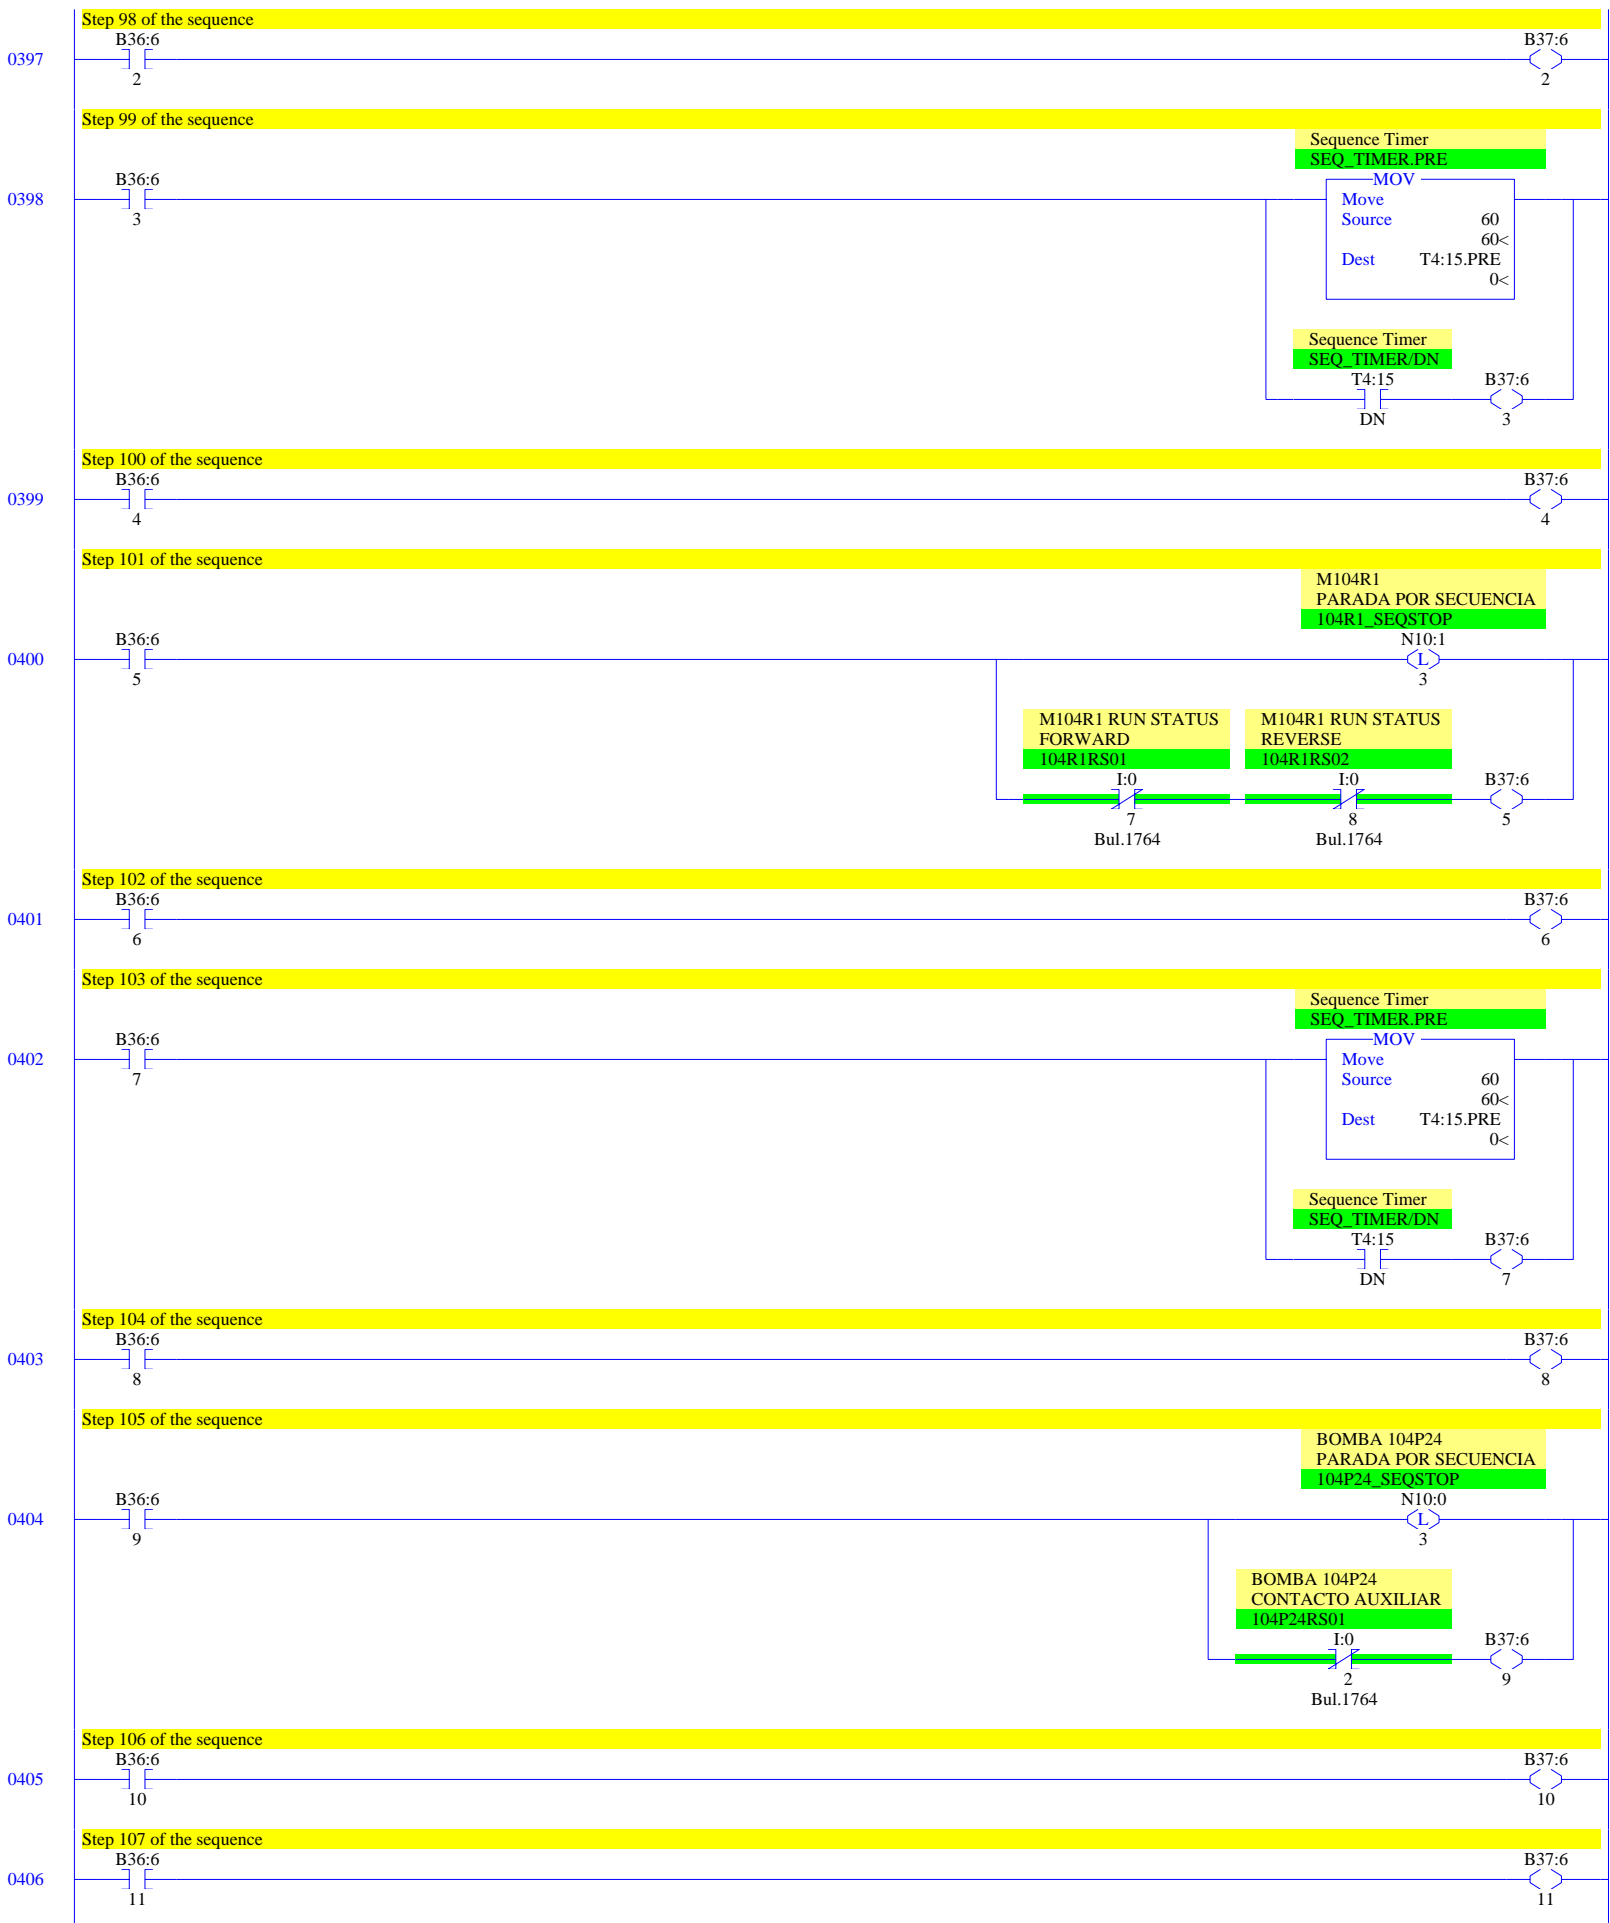 Step 98 of the sequence
B36:6 B37:6
0397
2 2
Step 99 of the sequence
Sequence Timer
SEQ_TIMER.PRE
B36:6 MOV
0398 Move
3 Source 60
60<
Dest T4:15.PRE
0<
Sequence Timer
SEQ_TIMER/DN
T4:15 B37:6
DN 3
Step 100 of the sequence
B36:6 B37:6
0399
4 4
Step 101 of the sequence
M104R1
PARADA POR SECUENCIA
104R1_SEQSTOP
B36:6 N10:1
0400 L
5 3
M104R1 RUN STATUS M104R1 RUN STATUS
FORWARD REVERSE
104R1RS01 104R1RS02
I:0 I:0 B37:6
7 8 5
Bul.1764 Bul.1764
Step 102 of the sequence
B36:6 B37:6
0401
6 6
Step 103 of the sequence
Sequence Timer
SEQ_TIMER.PRE
B36:6 MOV
0402 Move
7 Source 60
60<
Dest T4:15.PRE
0<
Sequence Timer
SEQ_TIMER/DN
T4:15 B37:6
DN 7
Step 104 of the sequence
B36:6 B37:6
0403
8 8
Step 105 of the sequence
BOMBA 104P24
PARADA POR SECUENCIA
104P24_SEQSTOP
B36:6 N10:0
0404 L
9 3
BOMBA 104P24
CONTACTO AUXILIAR
104P24RS01
I:0 B37:6
2 9
Bul.1764
Step 106 of the sequence
B36:6 B37:6
0405
10 10
Step 107 of the sequence
B36:6 B37:6
0406
11 11